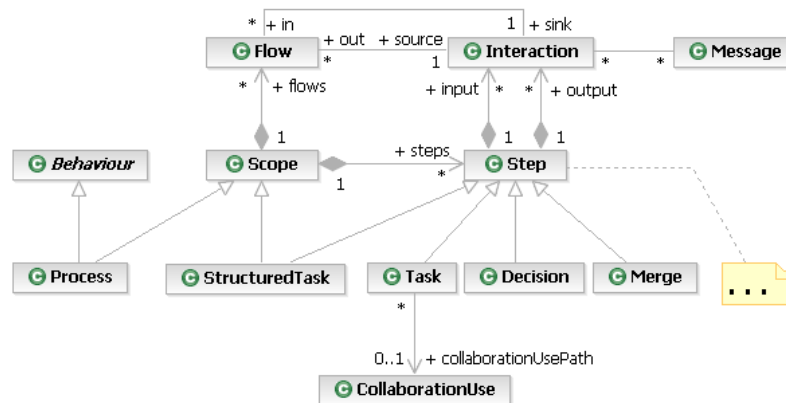 * + in
1 + sink
C Flow
+ out + source
* 1
C Interaction
* *
C Message
* + flows
+ input *
* + output
1
1 1
C Behaviour
C Scope
+ steps
1 *
C Step
C Process
C StructuredTask
C Task
C Decision
C Merge
...
*
0..1 + collaborationUsePath
C CollaborationUse